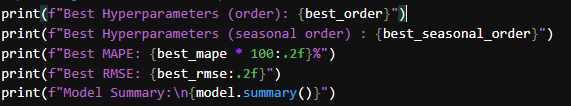 print(f"Best Hyperparameters (order): {best_order}")
print(f"Best Hyperparameters (seasonal order) : {best_seasonal_order}")
print(f"Best MAPE: {best_mape * 100:.2f}%")
print(f"Best RMSE: {best_rmse:.2f}")
print(f"Model Summary:\n{model.summary()}")